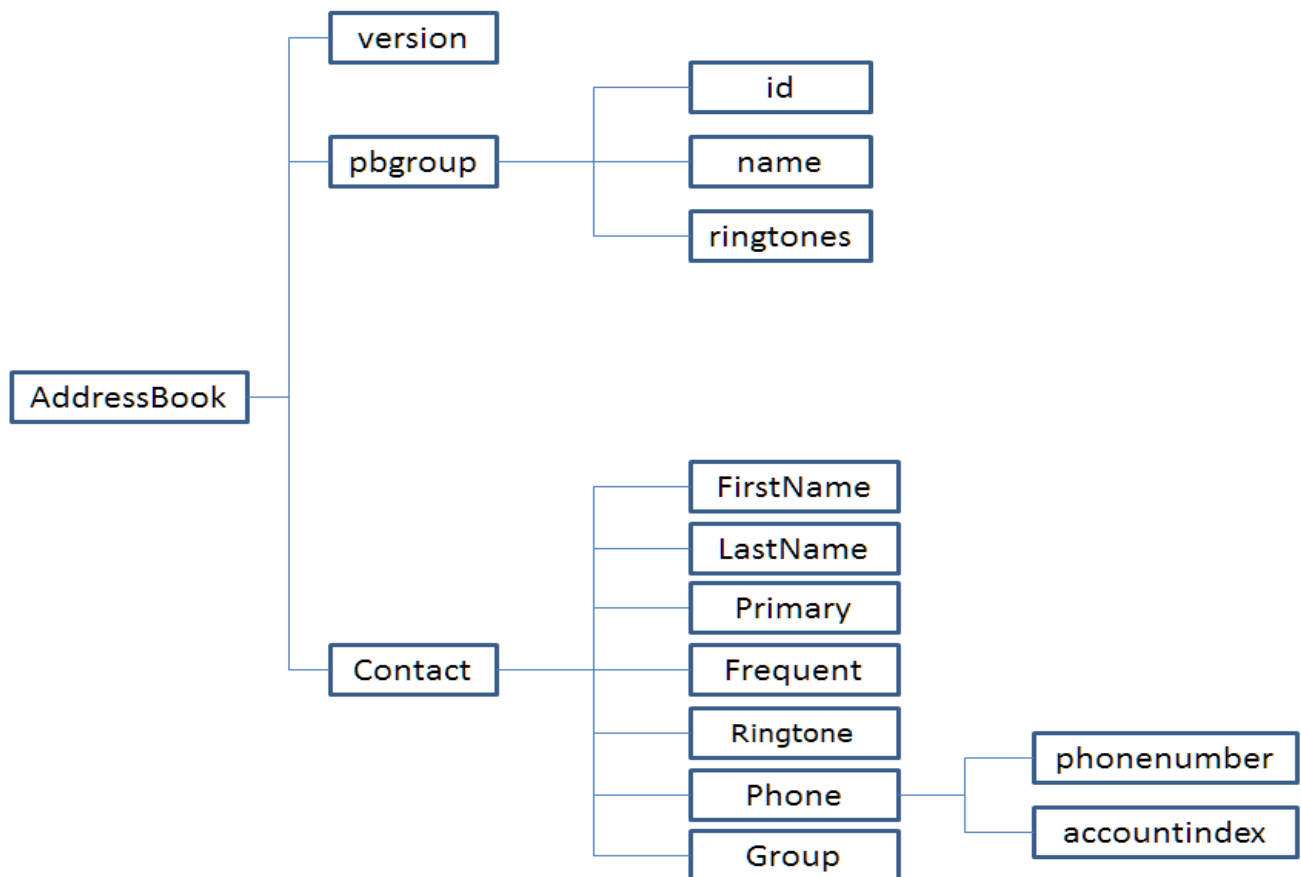 version
id
pbgroup
name
ringtones
AddressBook
FirstName
LastName
Primary
Contact
Frequent
Ringtone
Phone
phonenumber
accountindex
Group